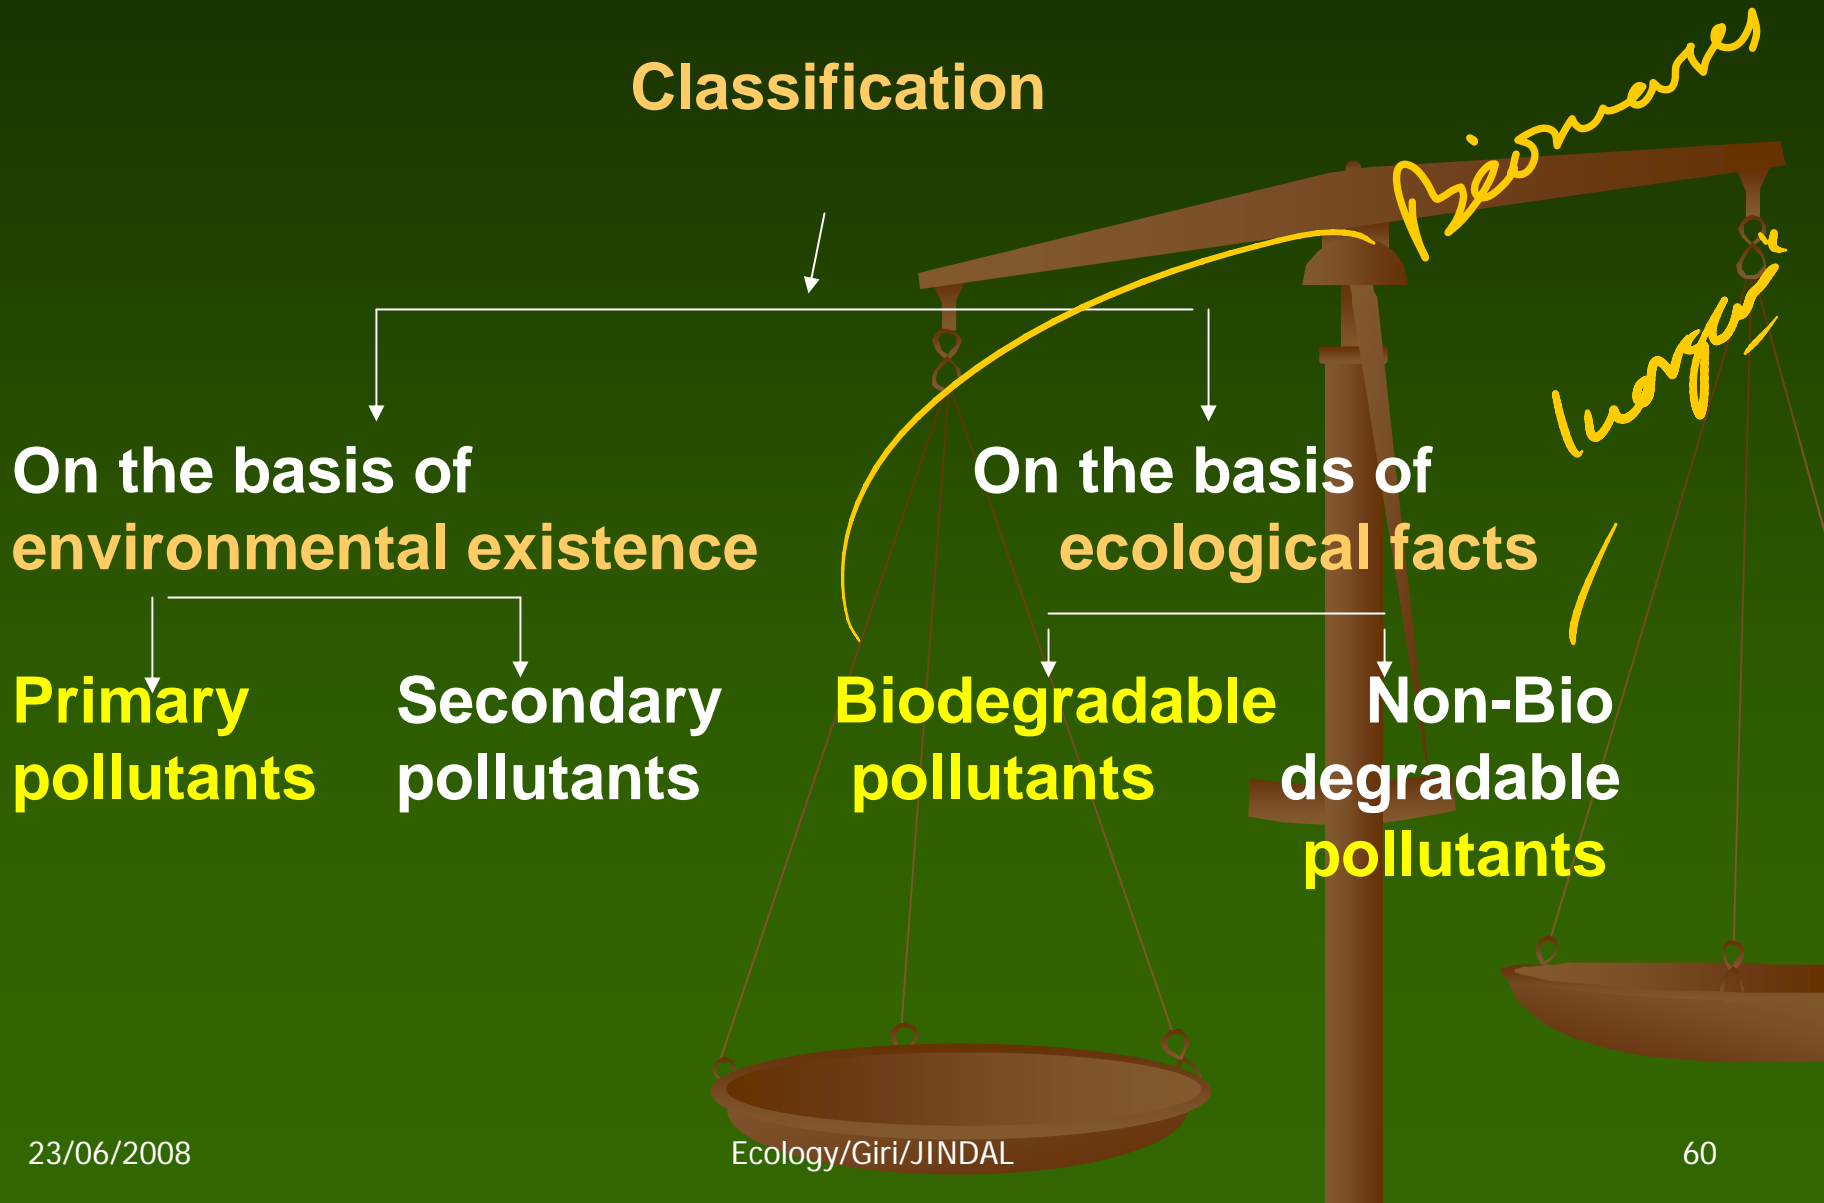 Classification
On the basis of
environmental existence
On the basis of
ecological facts
Primary
pollutants
Secondary
pollutants
Biodegradable
pollutants
Non-Bio
degradable
pollutants
23/06/2008
Ecology/Giri/JINDAL
60